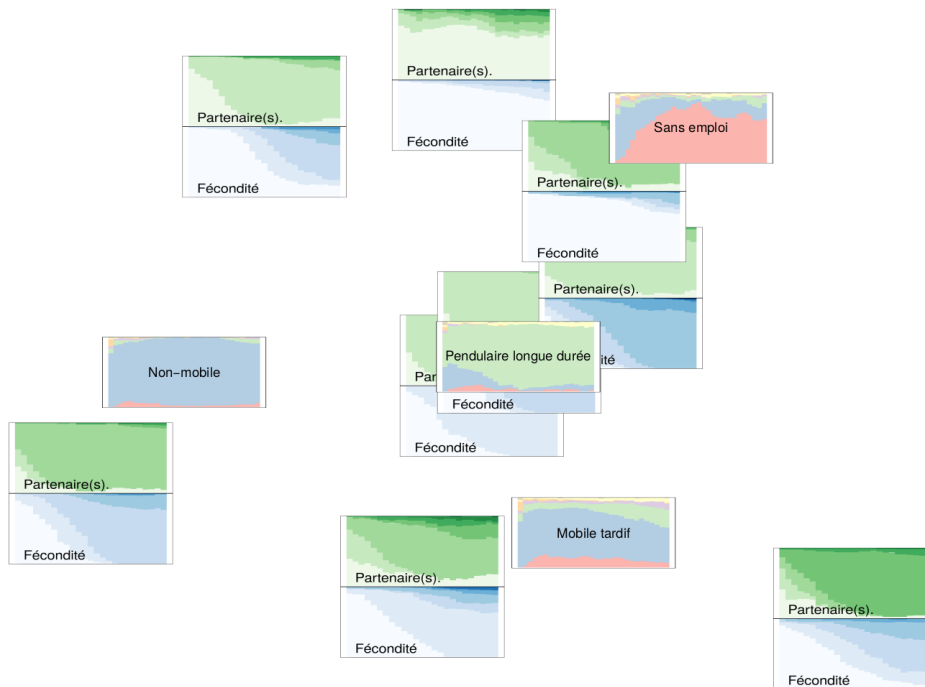 Partenaire(s).
Partenaire(s).
Sans emploi
Fécondité
Partenaire(s).
Fécondité
Fécondité
Partenaire(s).
Pendulaire longue durée
Non−mobile
Fécondité
Fécondité
Partenaire(s).
Mobile tardif
Fécondité
Partenaire(s).
Partenaire(s).
Fécondité
Fécondité